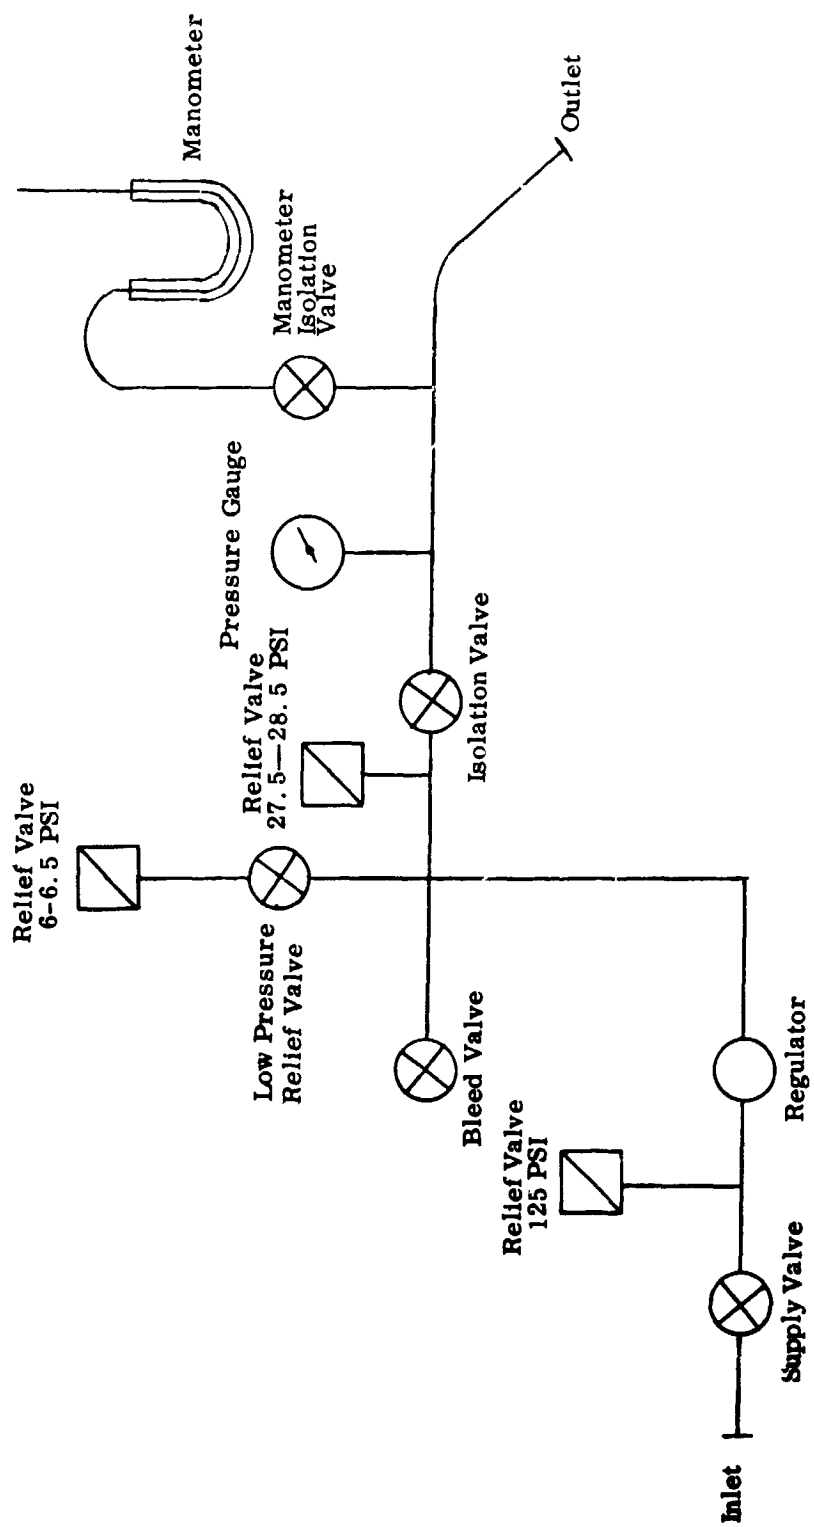 Manometer
Manometer
Isolation
Valve
Outlet
Pressure Gauge
Relief Valve
27.5—28.5 PSI
Isolation Valve
Relief Valve
6-6.5 PSI
Low Pressure
Relief Valve
Bleed Valve
Relief Valve
125 PSI
Regulator
Supply Valve
Inlet